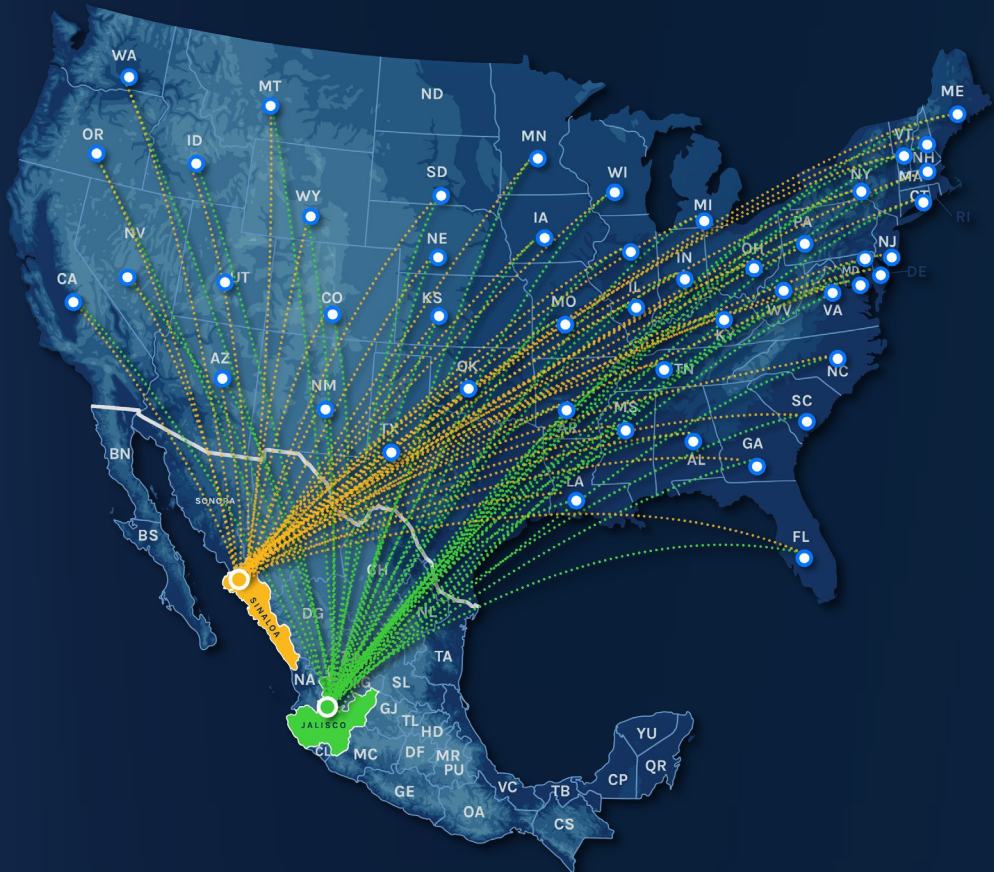 WA
MT
ND
ME
OR
ID
MN
VT
NH
SD
WI
NY
MA
WY
CT
MI
RI
IA
NV
NE
PA
OH
NJ
IN
CA
UT
MD
DE
IL
CO
KS
MO
WV
VA
KY
AZ
OK
TN
NC
NM
MS
SC
TX
AR
GA
BN
AL
LA
SONORA
BS
FL
CH
SINALOA
DG
NL
TA
NA
SL
GJ
JALISCO
TL
HD
YU
CL
MC
DF
MR
PU
QR
CP
GE
VC
TB
OA
CS